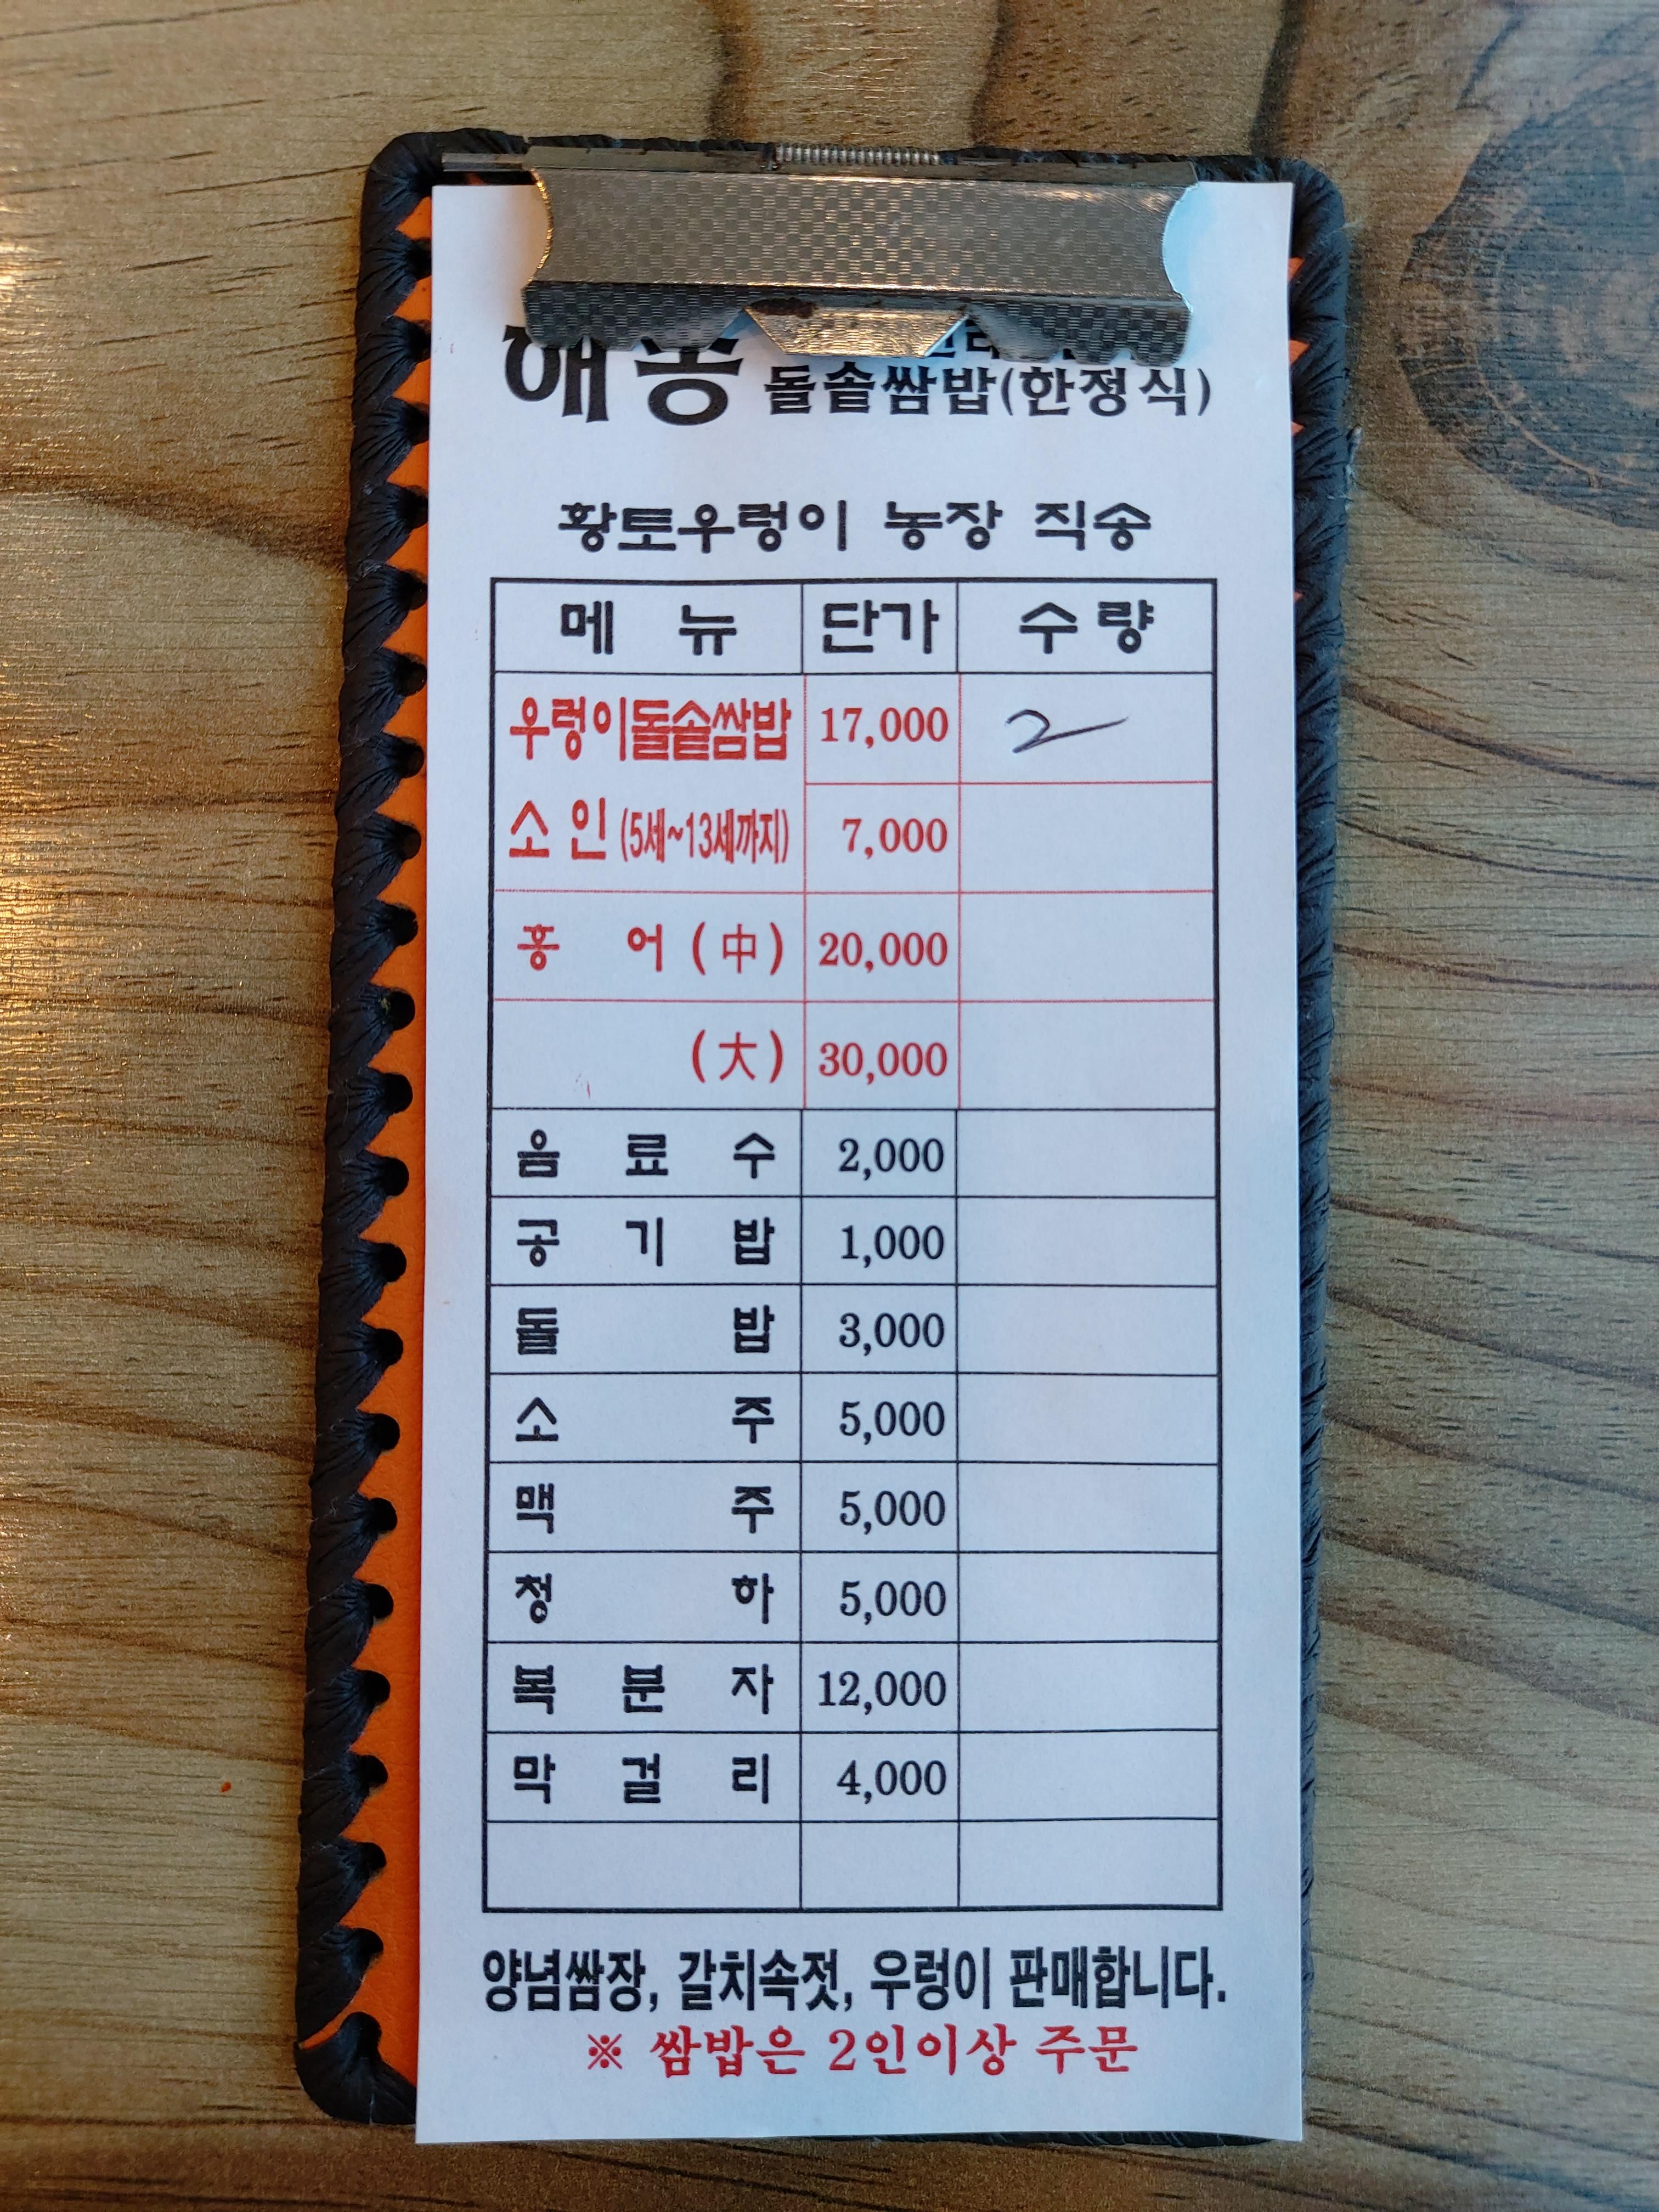 해송
돌솥쌈밥(한정식)
황토우렁이 농장 직송
메 뉴 단가 수 량
우렁이돌솥쌈밥 17,000 2
소 인 (5세~13세까지) 7,000
홍 어 (中) 20,000
(大) 30,000
음 료 수 2,000
공 기 밥 1,000
돌 밥 3,000
소 주 5,000
맥 주 5,000
청 하 5,000
복 분 자 12,000
막 걸 리 4,000
양념쌈장, 갈치속젓, 우렁이 판매합니다.
※ 쌈밥은 2인이상 주문